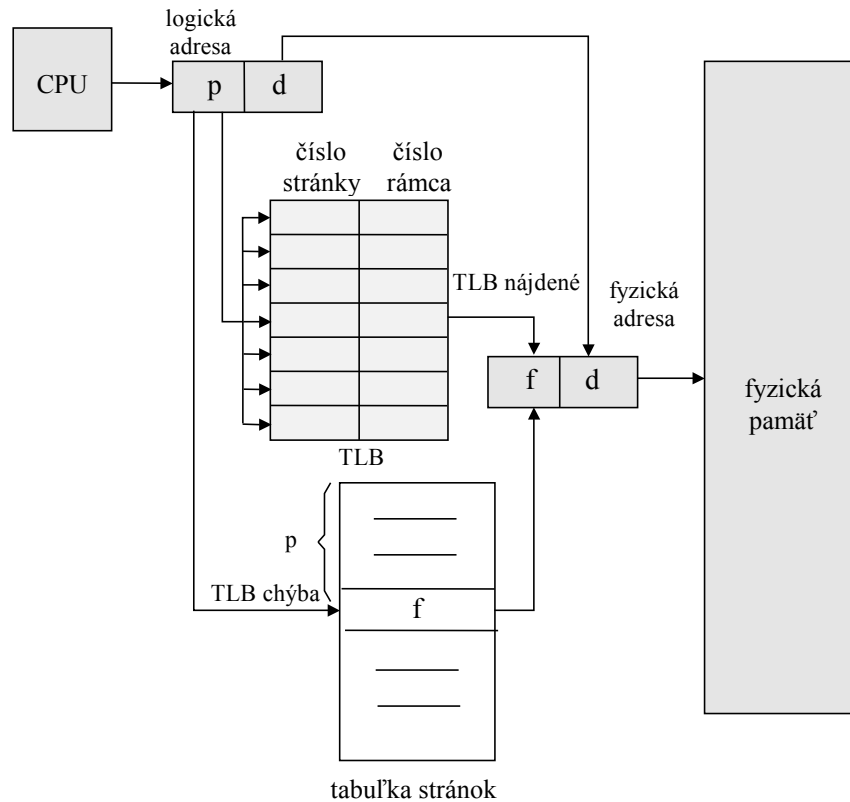 logická
adresa
CPU
p
d
číslo
stránky
číslo
rámca
TLB nájdené
fyzická
adresa
f
d
fyzická
pamäť
TLB
p
TLB chýba
f
tabuľka stránok